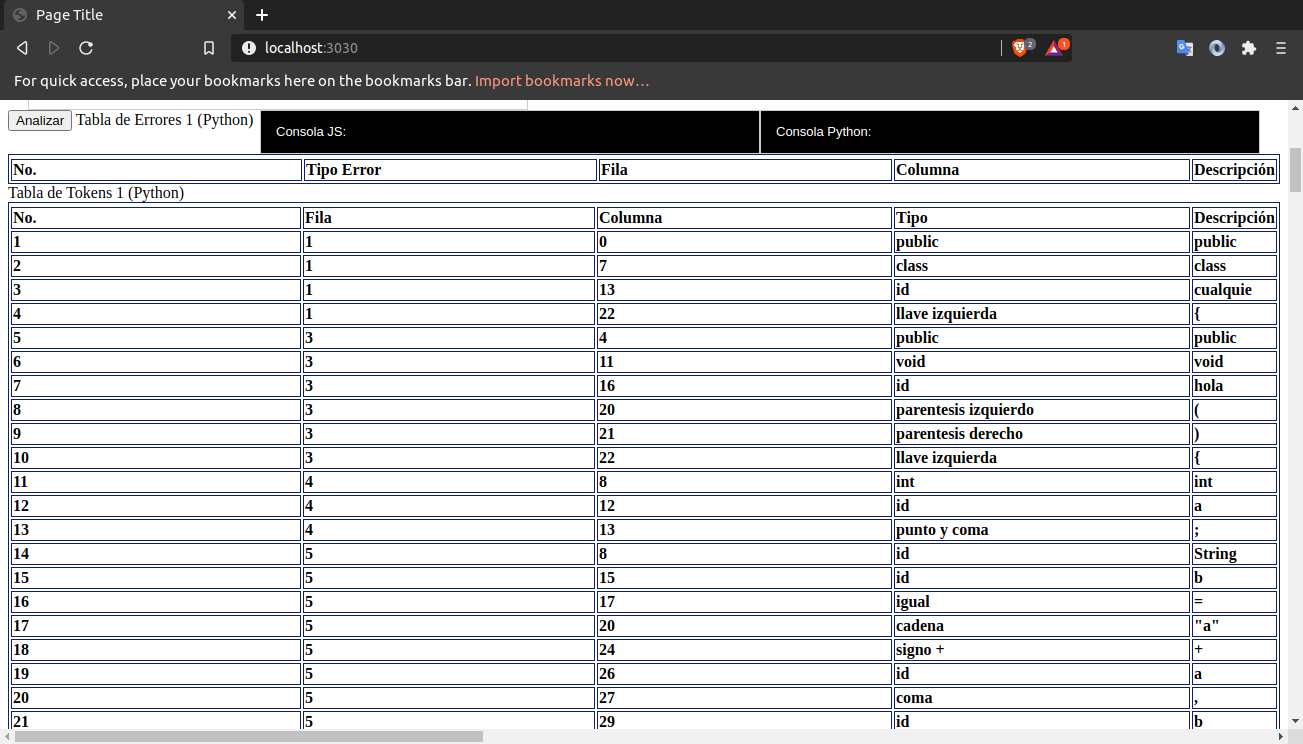 Page Title
localhost:3030
2
1
For quick access, place your bookmarks here on the bookmarks bar. Import bookmarks now…
Analizar Tabla de Errores 1 (Python) Consola JS: Consola Python:
No. Tipo Error Fila Columna Descripción
Tabla de Tokens 1 (Python)
No. Fila Columna Tipo Descripción
1 1 0 public public
2 1 7 class class
3 1 13 id cualquie
4 1 22 llave izquierda {
5 3 4 public public
6 3 11 void void
7 3 16 id hola
8 3 20 parentesis izquierdo (
9 3 21 parentesis derecho )
10 3 22 llave izquierda {
11 4 8 int int
12 4 12 id a
13 4 13 punto y coma ;
14 5 8 id String
15 5 15 id b
16 5 17 igual =
17 5 20 cadena "a"
18 5 24 signo + +
19 5 26 id a
20 5 27 coma ,
21 5 29 id b